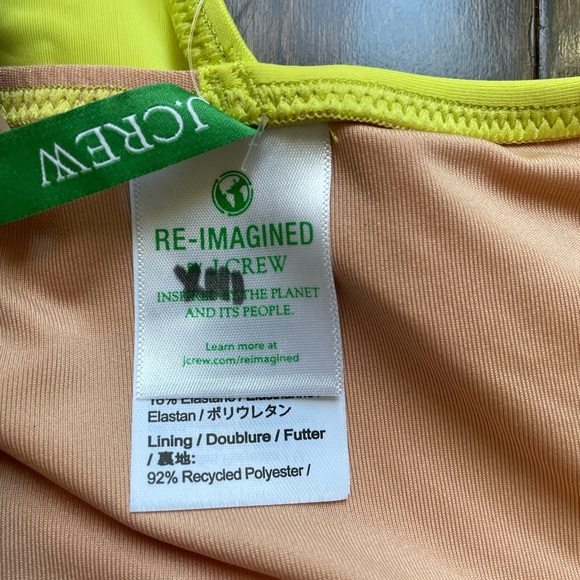 J.CREW
RE-IMAGINED
J.CREW
THE PLANET
AND ITS PEOPLE.
Learn more at
jcrew.com/reimagined
Elastan / ポリウレタン
Lining / Doublure / Futter
/ 裏地:
92% Recycled Polyester /